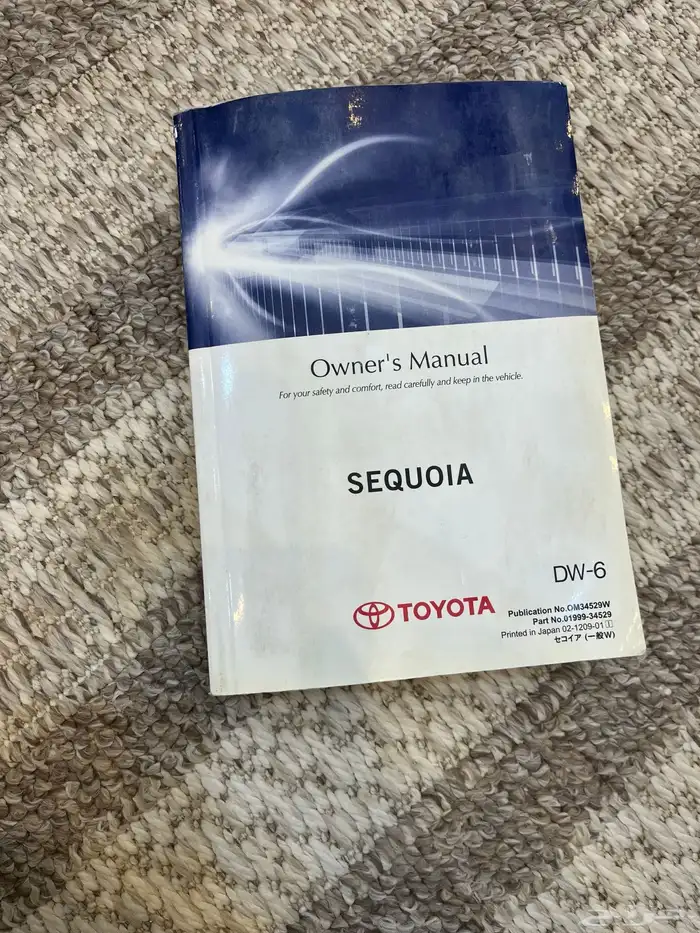 Owner's Manual
For your safety and comfort, read carefully and keep in the vehicle.
SEQUOIA
DW-6
TOYOTA
Publication No.OM34529W
Part No.01999-34529
Printed in Japan 02-1209-01
セコイア (一般W)